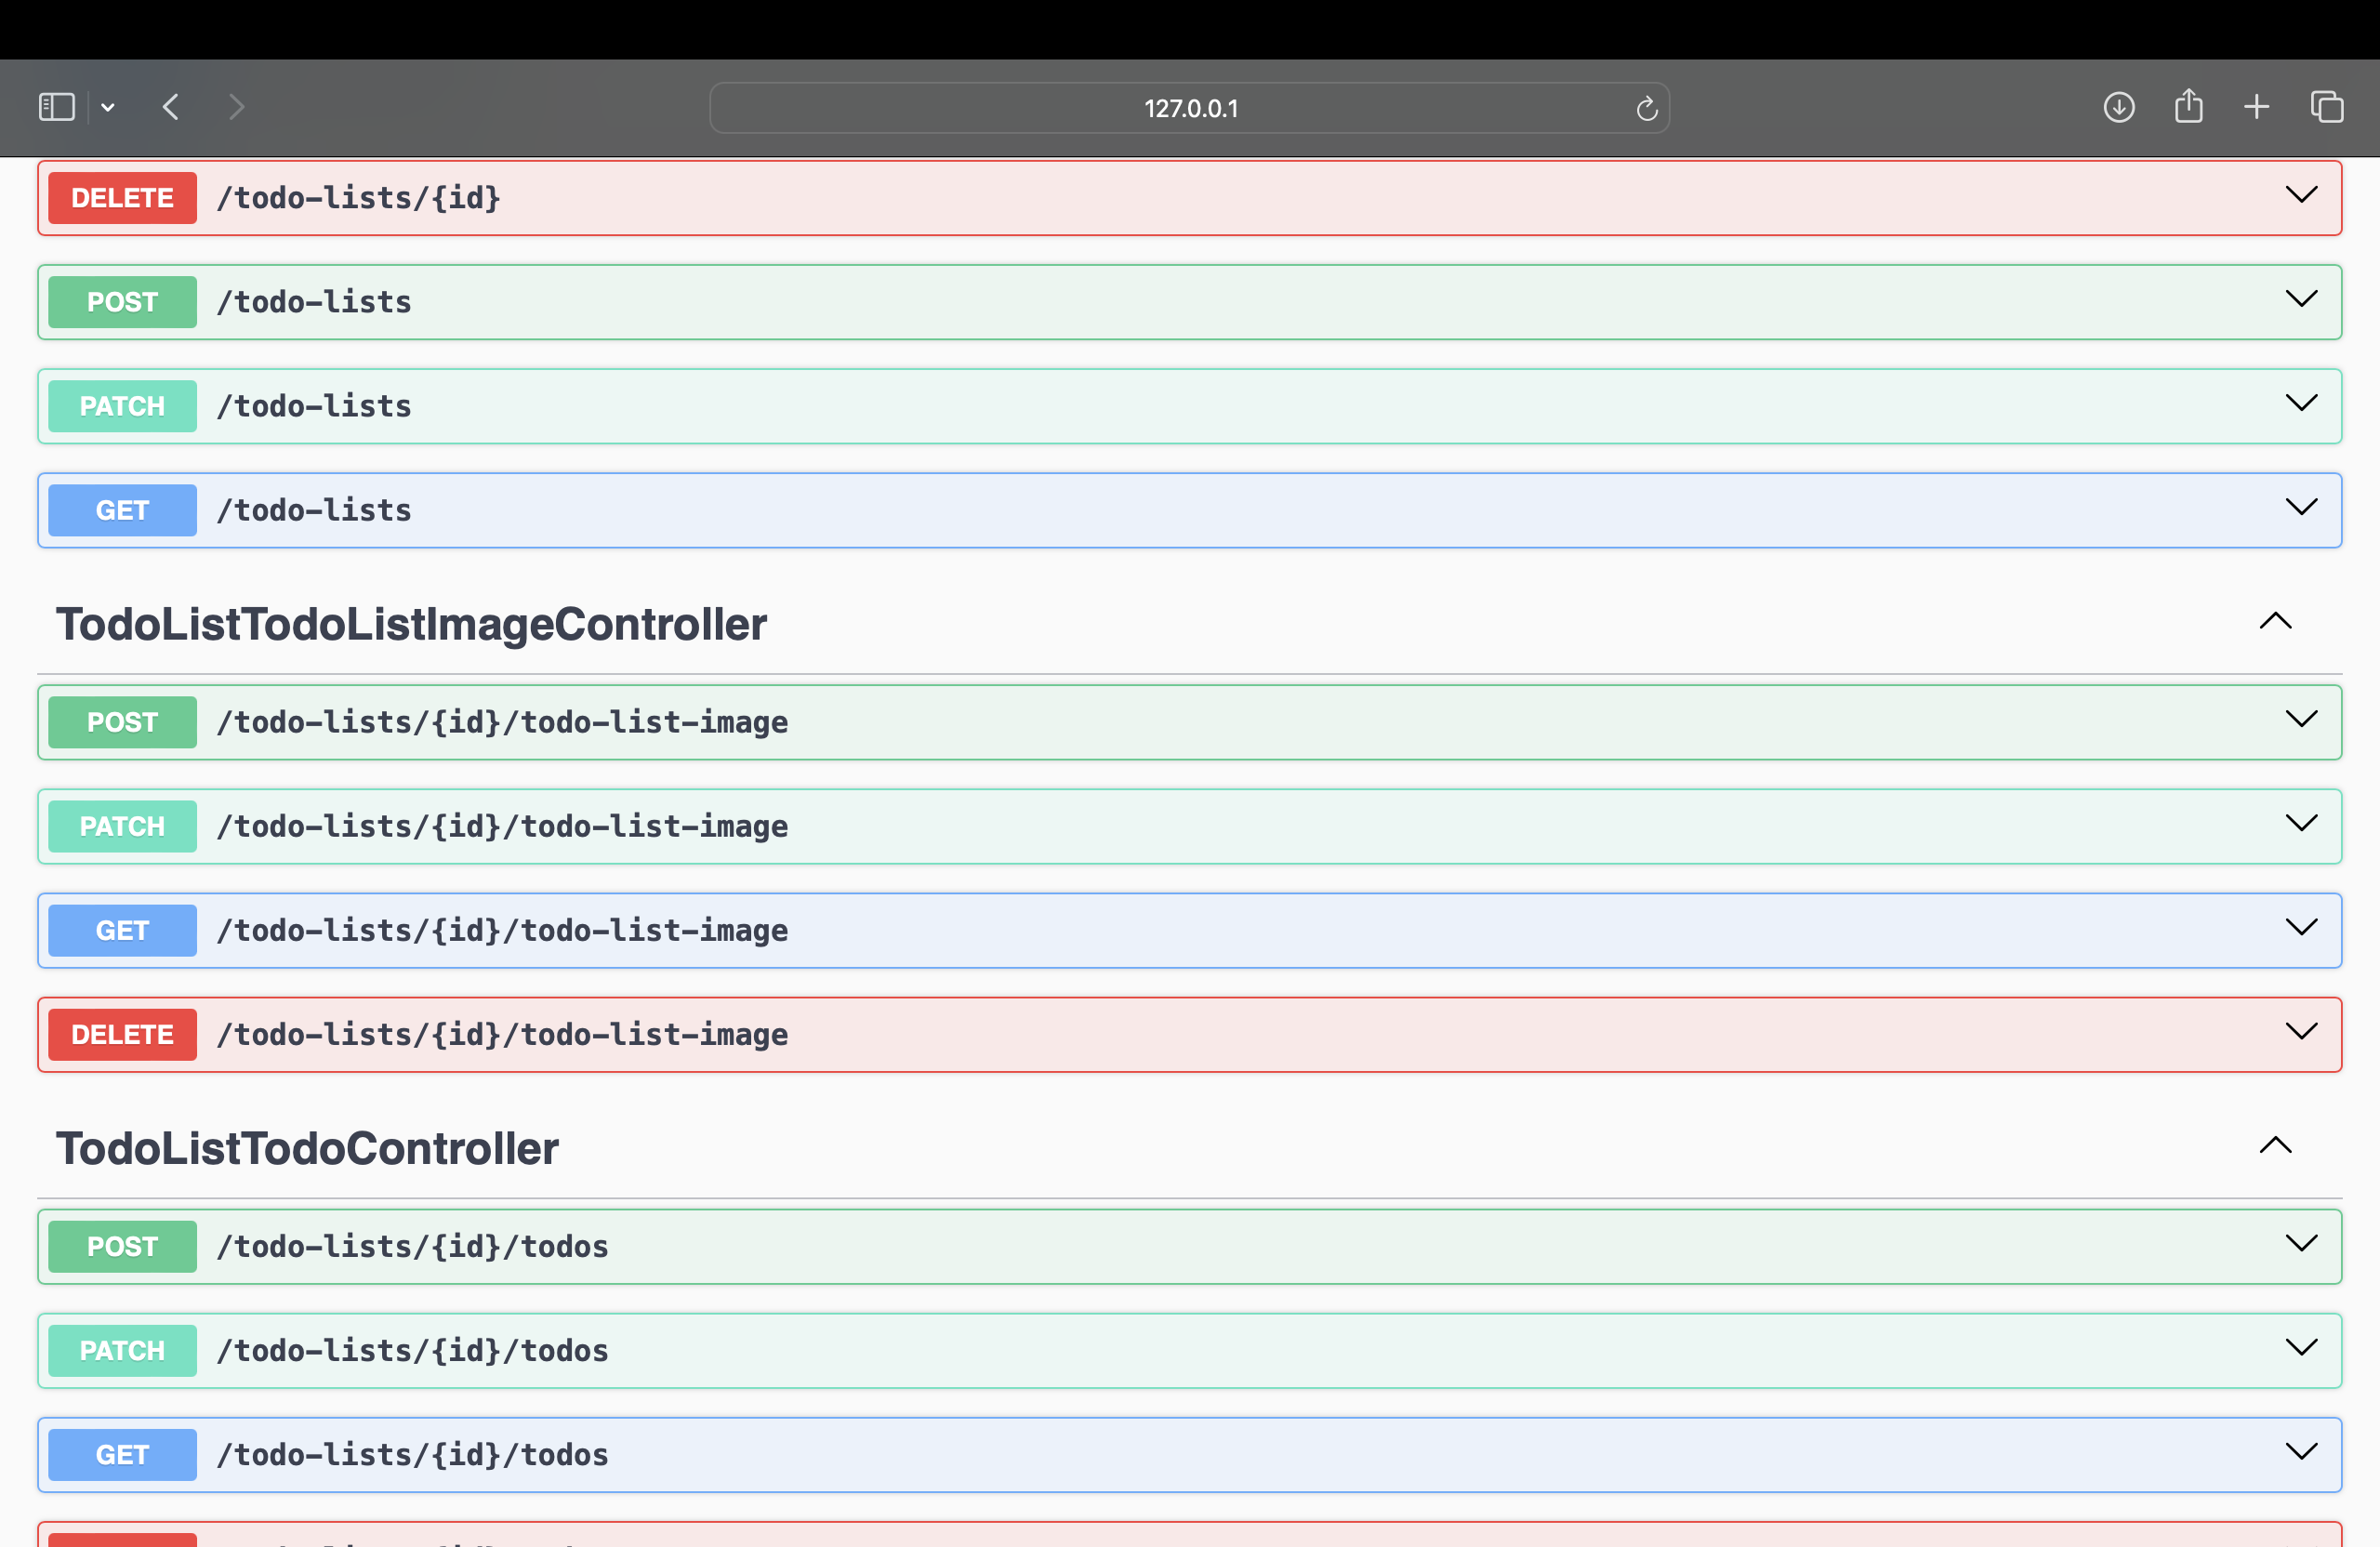 127.0.0.1
DELETE /todo-lists/{id}
POST /todo-lists
PATCH /todo-lists
GET /todo-lists
TodoListTodoListImageController
POST /todo-lists/{id}/todo-list-image
PATCH /todo-lists/{id}/todo-list-image
GET /todo-lists/{id}/todo-list-image
DELETE /todo-lists/{id}/todo-list-image
TodoListTodoController
POST /todo-lists/{id}/todos
PATCH /todo-lists/{id}/todos
GET /todo-lists/{id}/todos